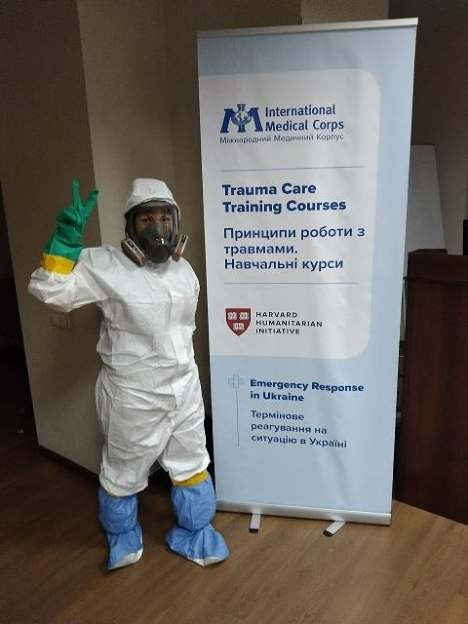 International
Medical Corps
Міжнародний Медичний Корпус
Trauma Care
Training Courses
Принципи роботи з
травмами.
Навчальні курси
HARVARD
HUMANITARIAN
INITIATIVE
Emergency Response
in Ukraine
Термінове
реагування на
ситуацію в Україні